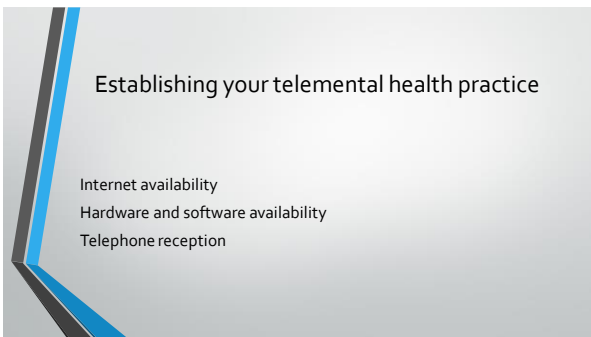 Establishing your telemental health practice
Internet availability
Hardware and software availability
Telephone reception